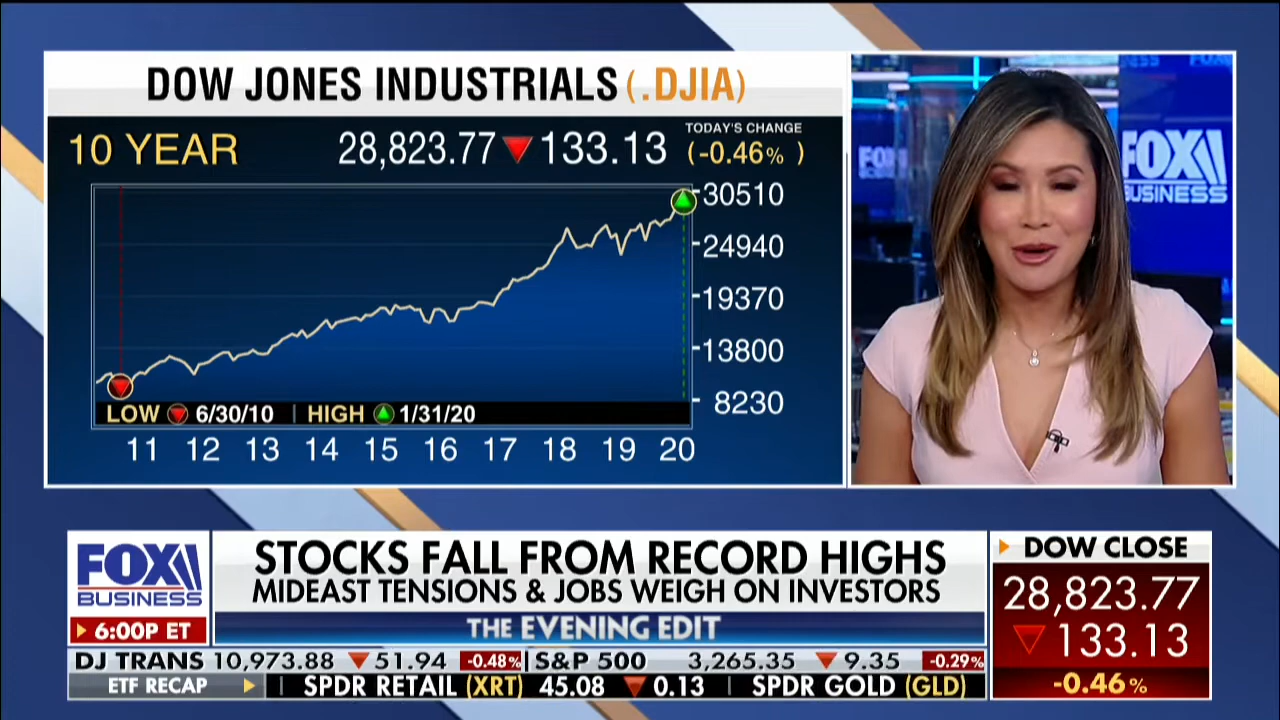 DOW JONES INDUSTRIALS (.DJIA)
10 YEAR
28,823.77 ▼ 133.13
TODAY'S CHANGE
(-0.46% )
30510
24940
19370
13800
8230
LOW ▼ 6/30/10 | HIGH ▲ 1/31/20
11 12 13 14 15 16 17 18 19 20
FOX
BUSINESS
FOX
BUSINESS
6:00P ET
STOCKS FALL FROM RECORD HIGHS
MIDEAST TENSIONS & JOBS WEIGH ON INVESTORS
THE EVENING EDIT
DOW CLOSE
28,823.77
▼ 133.13
-0.46%
DJ TRANS 10,973.88 ▼ 51.94 -0.48% | S&P 500 3,265.35 ▼ 9.35 -0.29%
ETF RECAP | SPDR RETAIL (XRT) 45.08 ▼ 0.13 | SPDR GOLD (GLD)